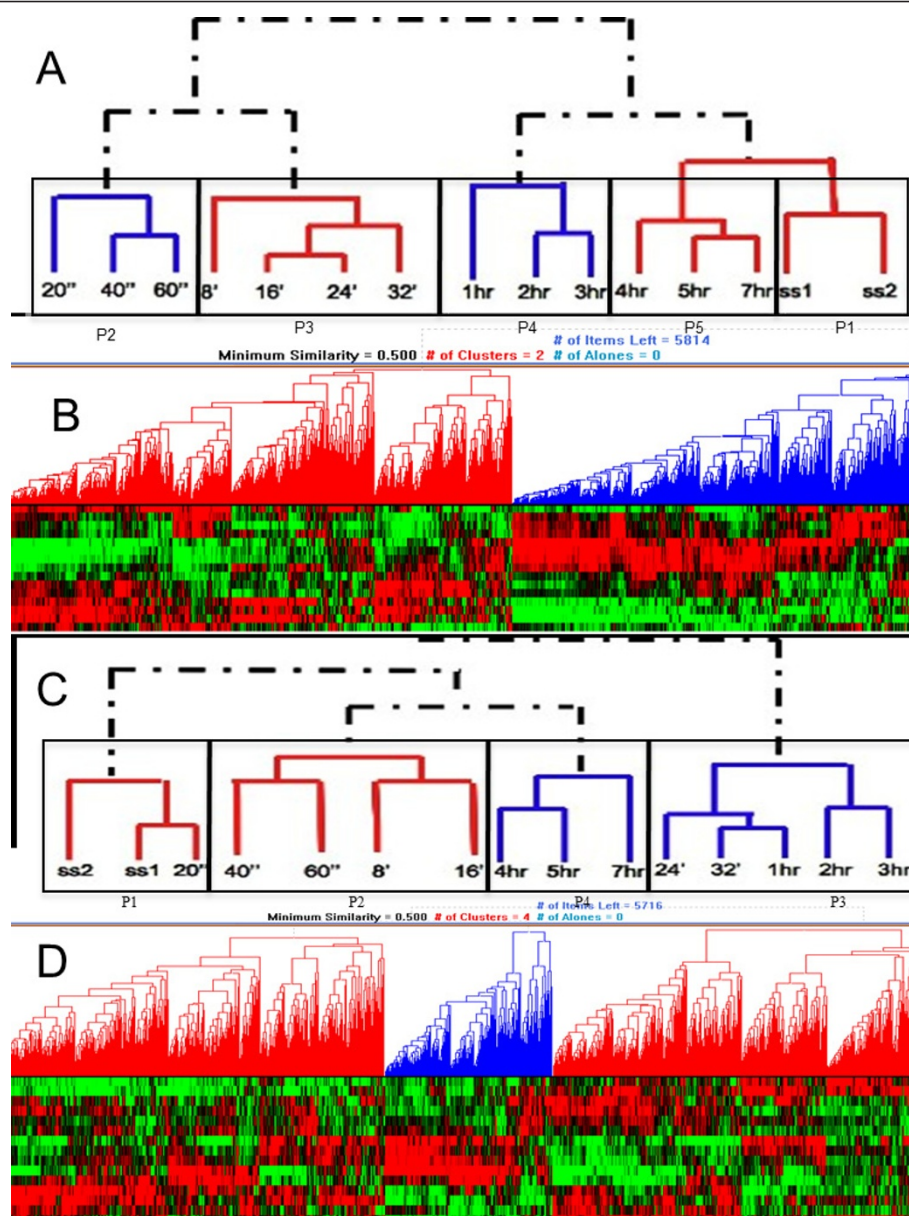 A
20” 40” 60” 8' 16' 24' 32' 1hr 2hr 3hr 4hr 5hr 7hr ss1 ss2
P2 P3 P4 P5 P1
# of Items Left = 5814
Minimum Similarity = 0.500 # of Clusters = 2 # of Alones = 0
B
C
ss2 ss1 20” 40” 60” 8' 16' 4hr 5hr 7hr 24' 32' 1hr 2hr 3hr
P1 P2 P4 P3
# of Items Left = 5716
Minimum Similarity = 0.500 # of Clusters = 4 # of Alones = 0
D